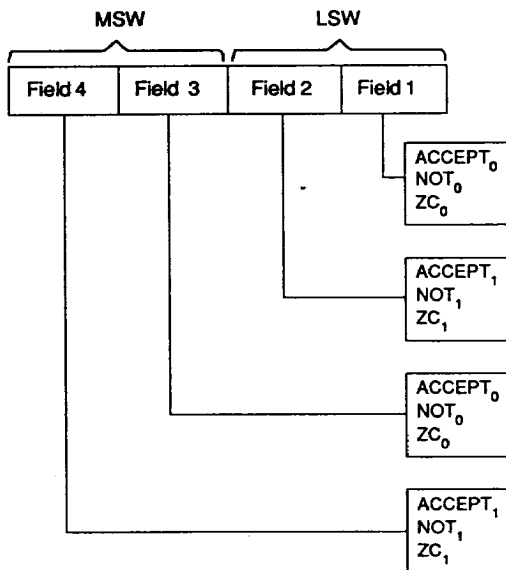 MSW LSW
Field 4 Field 3 Field 2 Field 1
ACCEPT₀
NOT₀
ZC₀
ACCEPT₁
NOT₁
ZC₁
ACCEPT₀
NOT₀
ZC₀
ACCEPT₁
NOT₁
ZC₁